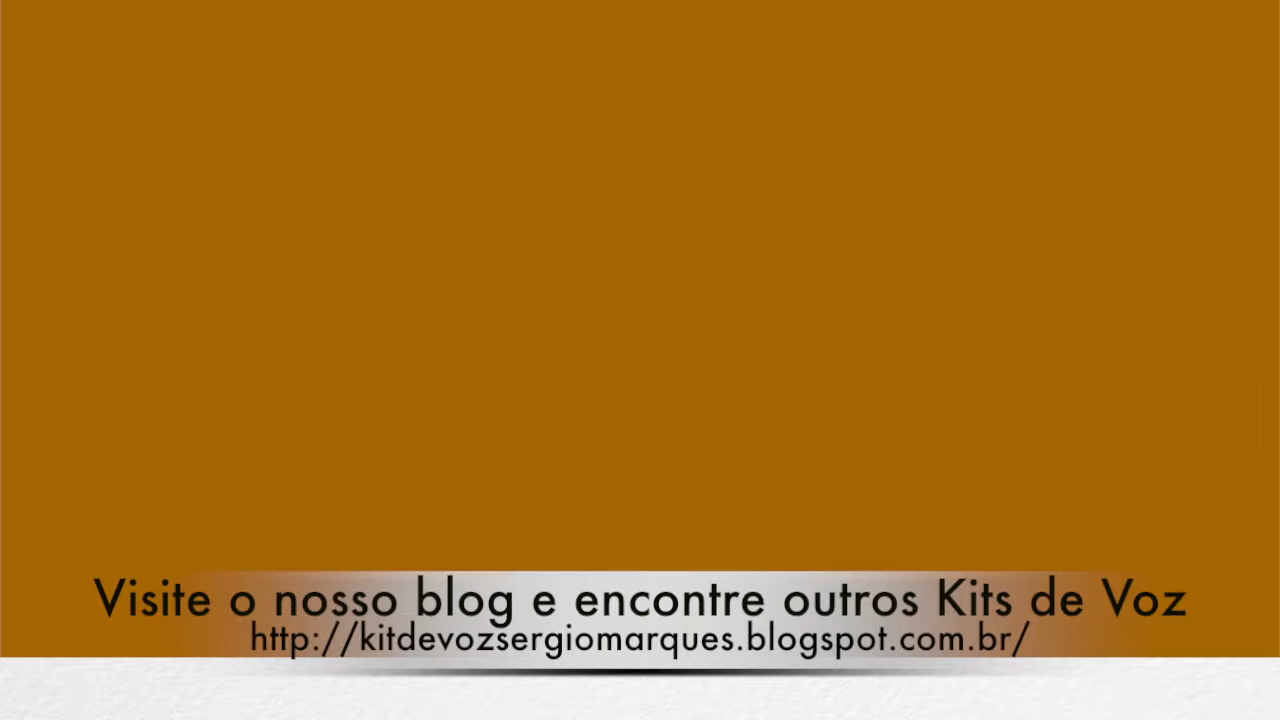 Visite o nosso blog e encontre outros Kits de Voz
http://kitdevozsergiomarques.blogspot.com.br/